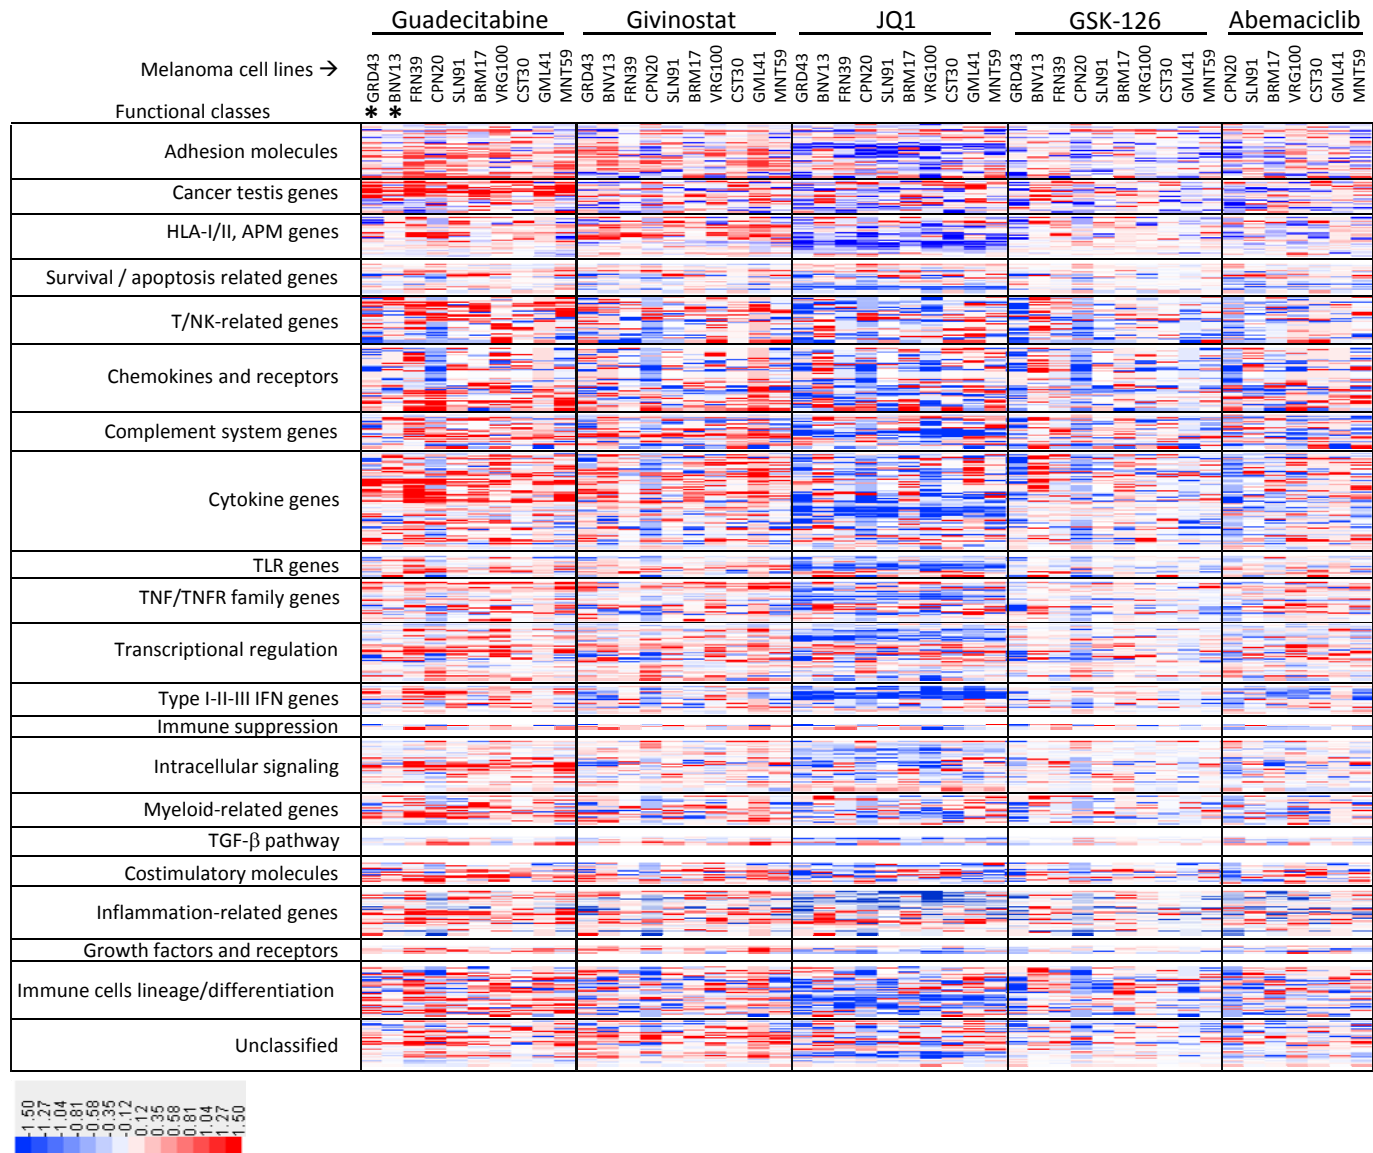 Guadecitabine Givinostat JQ1 GSK-126 Abemaciclib
Melanoma cell lines → GRD43 BNV13 FRN39 CPN20 SLN91 BRM17 VRG100 CST30 GML41 MNT59 GRD43 BNV13 FRN39 CPN20 SLN91 BRM17 VRG100 CST30 GML41 MNT59 GRD43 BNV13 FRN39 CPN20 SLN91 BRM17 VRG100 CST30 GML41 MNT59 GRD43 BNV13 FRN39 CPN20 SLN91 BRM17 VRG100 CST30 GML41 MNT59 CPN20 SLN91 BRM17 VRG100 CST30 GML41 MNT59
Functional classes * *
Adhesion molecules
Cancer testis genes
HLA-I/II, APM genes
Survival / apoptosis related genes
T/NK-related genes
Chemokines and receptors
Complement system genes
Cytokine genes
TLR genes
TNF/TNFR family genes
Transcriptional regulation
Type I-II-III IFN genes
Immune suppression
Intracellular signaling
Myeloid-related genes
TGF-β pathway
Costimulatory molecules
Inflammation-related genes
Growth factors and receptors
Immune cells lineage/differentiation
Unclassified
-1.50 -1.27 -1.04 -0.81 -0.58 -0.35 -0.12 0.12 0.35 0.58 0.81 1.04 1.27 1.50